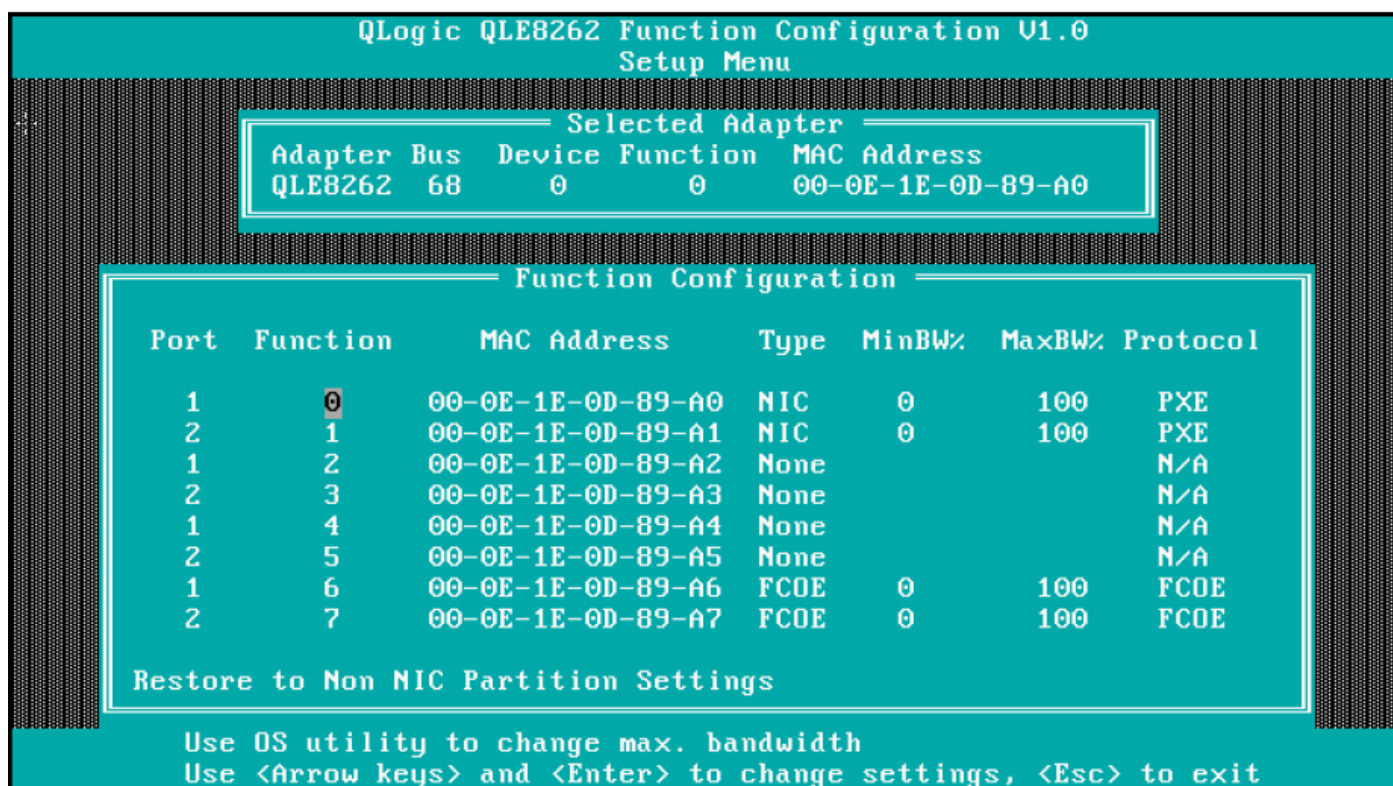 QLogic QLE8262 Function Configuration V1.0
Setup Menu
Selected Adapter
Adapter Bus Device Function MAC Address
QLE8262 68 0 0 00-0E-1E-0D-89-A0
Function Configuration
Port Function MAC Address Type MinBW% MaxBW% Protocol
1 0 00-0E-1E-0D-89-A0 NIC 0 100 PXE
2 1 00-0E-1E-0D-89-A1 NIC 0 100 PXE
1 2 00-0E-1E-0D-89-A2 None N/A
2 3 00-0E-1E-0D-89-A3 None N/A
1 4 00-0E-1E-0D-89-A4 None N/A
2 5 00-0E-1E-0D-89-A5 None N/A
1 6 00-0E-1E-0D-89-A6 FCOE 0 100 FCOE
2 7 00-0E-1E-0D-89-A7 FCOE 0 100 FCOE
Restore to Non NIC Partition Settings
Use OS utility to change max. bandwidth
Use <Arrow keys> and <Enter> to change settings, <Esc> to exit